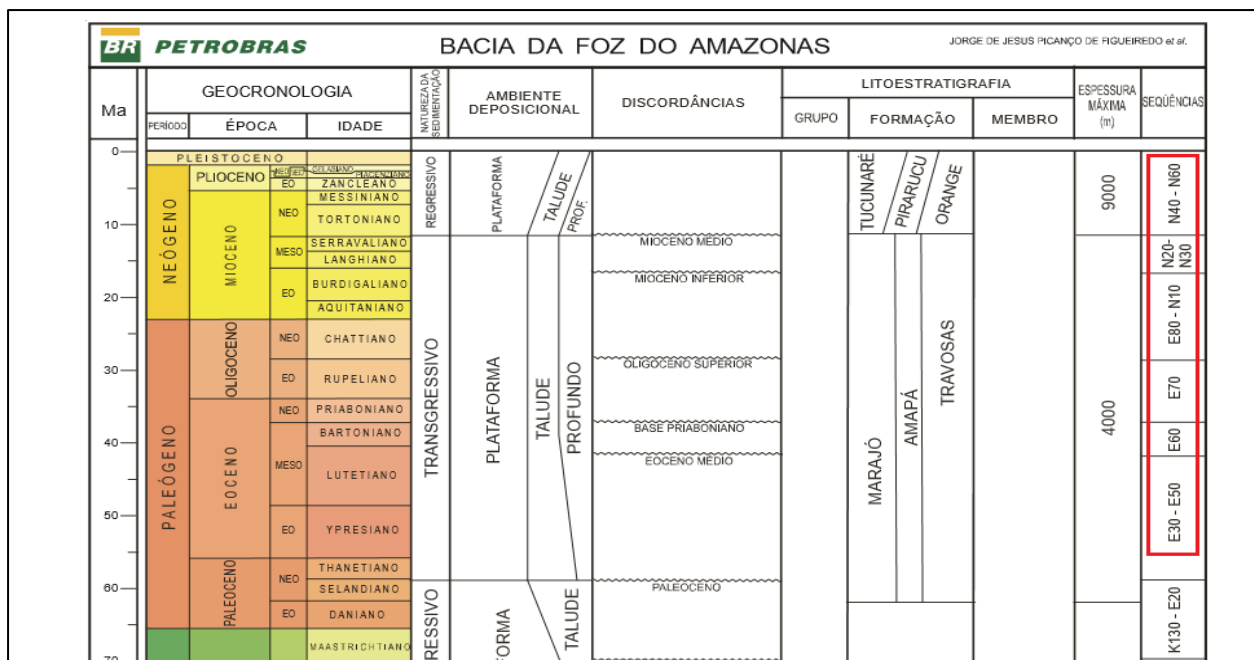 BR PETROBRAS
BACIA DA FOZ DO AMAZONAS
JORGE DE JESUS PICANÇO DE FIGUEIREDO et al.
Ma
GEOCRONOLOGIA
PERÍODO
ÉPOCA
IDADE
NATUREZA DA
SEDIMENTAÇÃO
AMBIENTE
DEPOSICIONAL
DISCORDÂNCIAS
LITOESTRATIGRAFIA
GRUPO
FORMAÇÃO
MEMBRO
ESPESSURA
MÁXIMA
(m)
SEQÜÊNCIAS
0
10
20
30
40
50
60
70
NEÓGENO
PALEÓGENO
PLEISTOCENO
PLIOCENO
MIOCENO
OLIGOCENO
EOCENO
PALEOCENO
NEO
EO
NEO
MESO
EO
NEO
EO
NEO
MESO
EO
NEO
EO
GELASIANO
PIACENZIANO
ZANCLEANO
MESSINIANO
TORTONIANO
SERRAVALIANO
LANGHIANO
BURDIGALIANO
AQUITANIANO
CHATTIANO
RUPELIANO
PRIABONIANO
BARTONIANO
LUTETIANO
YPRESIANO
THANETIANO
SELANDIANO
DANIANO
MAASTRICHTIANO
REGRESSIVO
TRANSGRESSIVO
RESSIVO
PLATAFORMA
TALUDE
PROF.
PLATAFORMA
TALUDE
PROFUNDO
ORMA
TALUDE
MIOCENO MÉDIO
MIOCENO INFERIOR
OLIGOCENO SUPERIOR
BASE PRIABONIANO
EOCENO MÉDIO
PALEOCENO
TUCUNARÉ
PIRARUCU
ORANGE
MARAJÓ
AMAPÁ
TRAVOSAS
9000
4000
N40 - N60
N20-
N30
E80 - N10
E70
E60
E30 - E50
K130 - E20